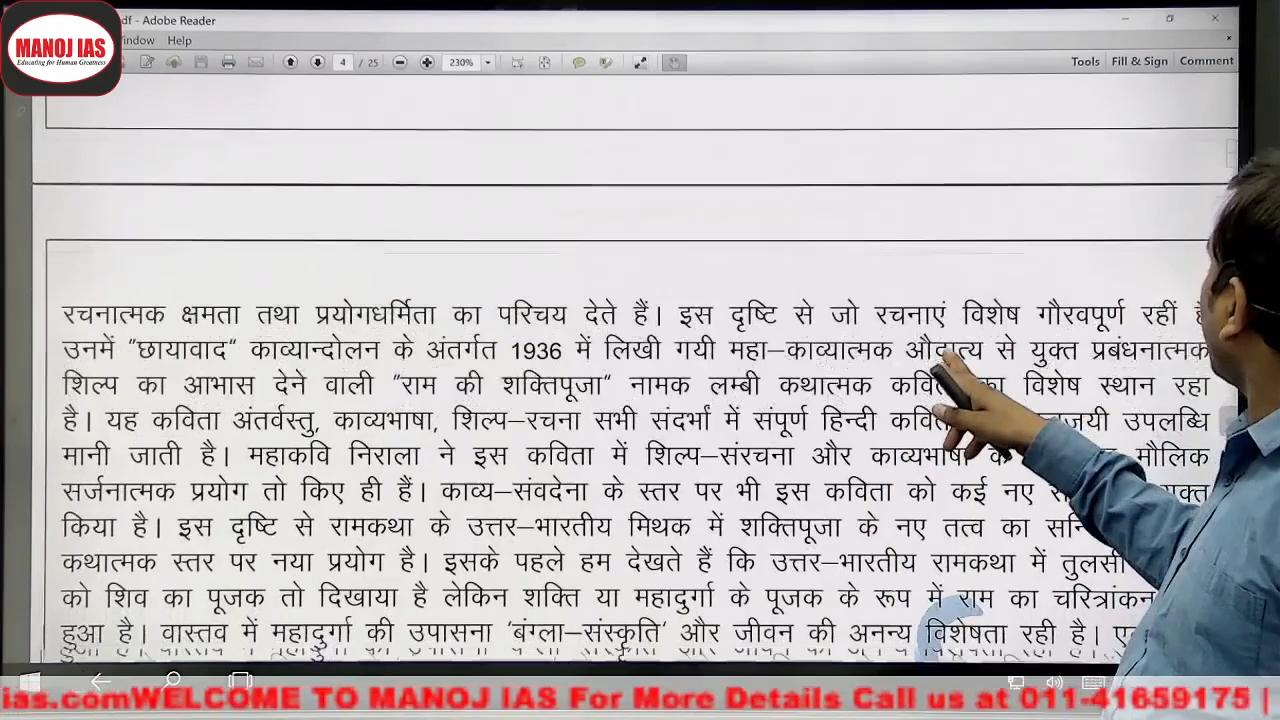 MANOJ IAS
Educating for Human Greatness
df - Adobe Reader
indow Help
4 / 25 230% Tools Fill & Sign Comment
रचनात्मक क्षमता तथा प्रयोगधर्मिता का परिचय देते हैं। इस दृष्टि से जो रचनाएं विशेष गौरवपूर्ण रहीं
उनमें "छायावाद" काव्यान्दोलन के अंतर्गत 1936 में लिखी गयी महा–काव्यात्मक औदात्य से युक्त प्रबंधनात्मक
शिल्प का आभास देने वाली "राम की शक्तिपूजा" नामक लम्बी कथात्मक का विशेष स्थान रहा
है। यह कविता अंतर्वस्तु, काव्यभाषा, शिल्प–रचना सभी संदर्भों में संपूर्ण हिन्दी उपलब्धि
मानी जाती है। महाकवि निराला ने इस कविता में शिल्प–संरचना और काव्यभाषा मौलिक
सर्जनात्मक प्रयोग तो किए ही हैं। काव्य–संवदेना के स्तर पर भी इस कविता को कई नए
किया है। इस दृष्टि से रामकथा के उत्तर–भारतीय मिथक में शक्तिपूजा के नए तत्व का
कथात्मक स्तर पर नया प्रयोग है। इसके पहले हम देखते हैं कि उत्तर–भारतीय रामकथा में तुलसी
को शिव का पूजक तो दिखाया है लेकिन शक्ति या महादुर्गा के पूजक के रूप में राम का चरित्रांकन
हुआ है। वास्तव में महादुर्गा की उपासना 'बंग्ला–संस्कृति' और जीवन की अनन्य विशेषता रही है।
ias.comWELCOME TO MANOJ IAS For More Details Call us at 011-41659175 |